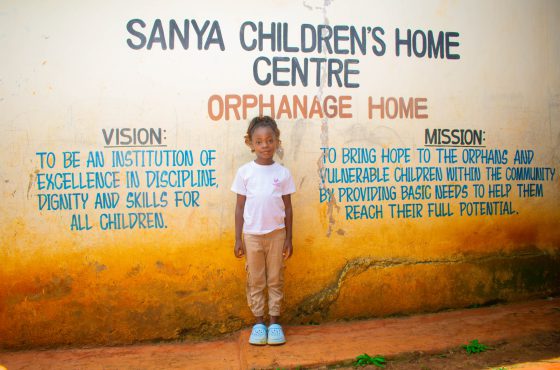 SANYA CHILDREN'S HOME
CENTRE
ORPHANAGE HOME
VISION:
TO BE AN INSTITUTION OF
EXCELLENCE IN DISCIPLINE,
DIGNITY AND SKILLS FOR
ALL CHILDREN.
MISSION:
TO BRING HOPE TO THE ORPHANS AND
VULNERABLE CHILDREN WITHIN THE COMMUNITY
BY PROVIDING BASIC NEEDS TO HELP THEM
REACH THEIR FULL POTENTIAL.